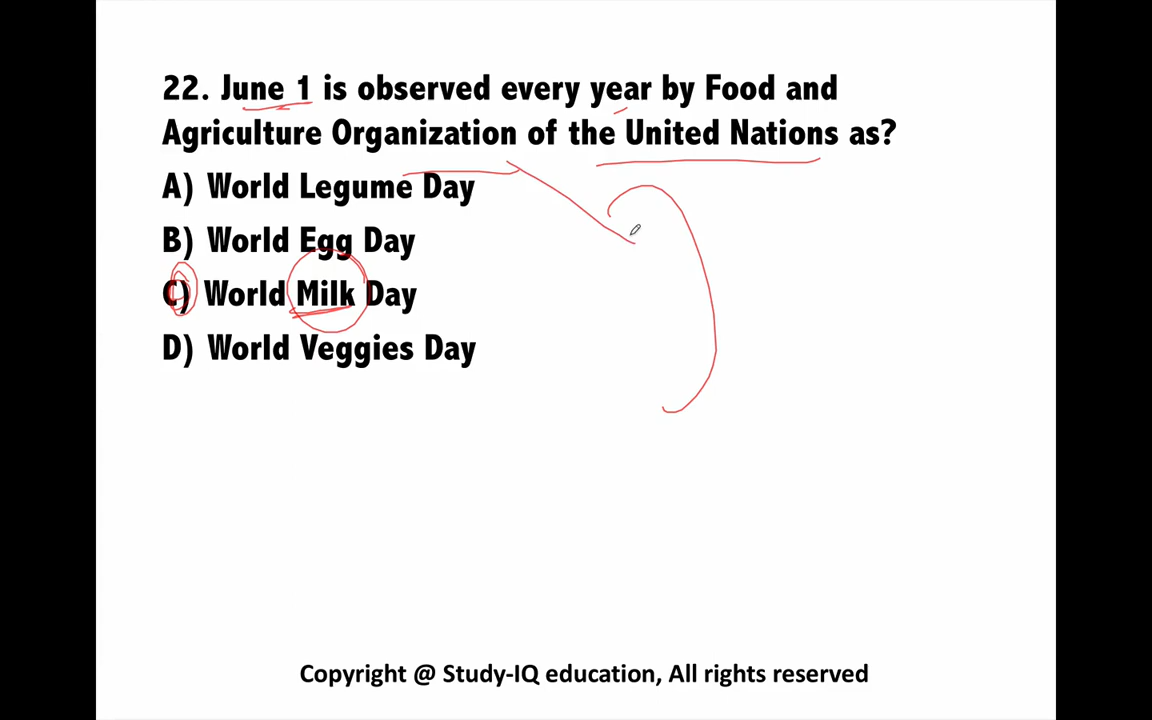 22. June 1 is observed every year by Food and
Agriculture Organization of the United Nations as?
A) World Legume Day
B) World Egg Day
C) World Milk Day
D) World Veggies Day
Copyright @ Study-IQ education, All rights reserved